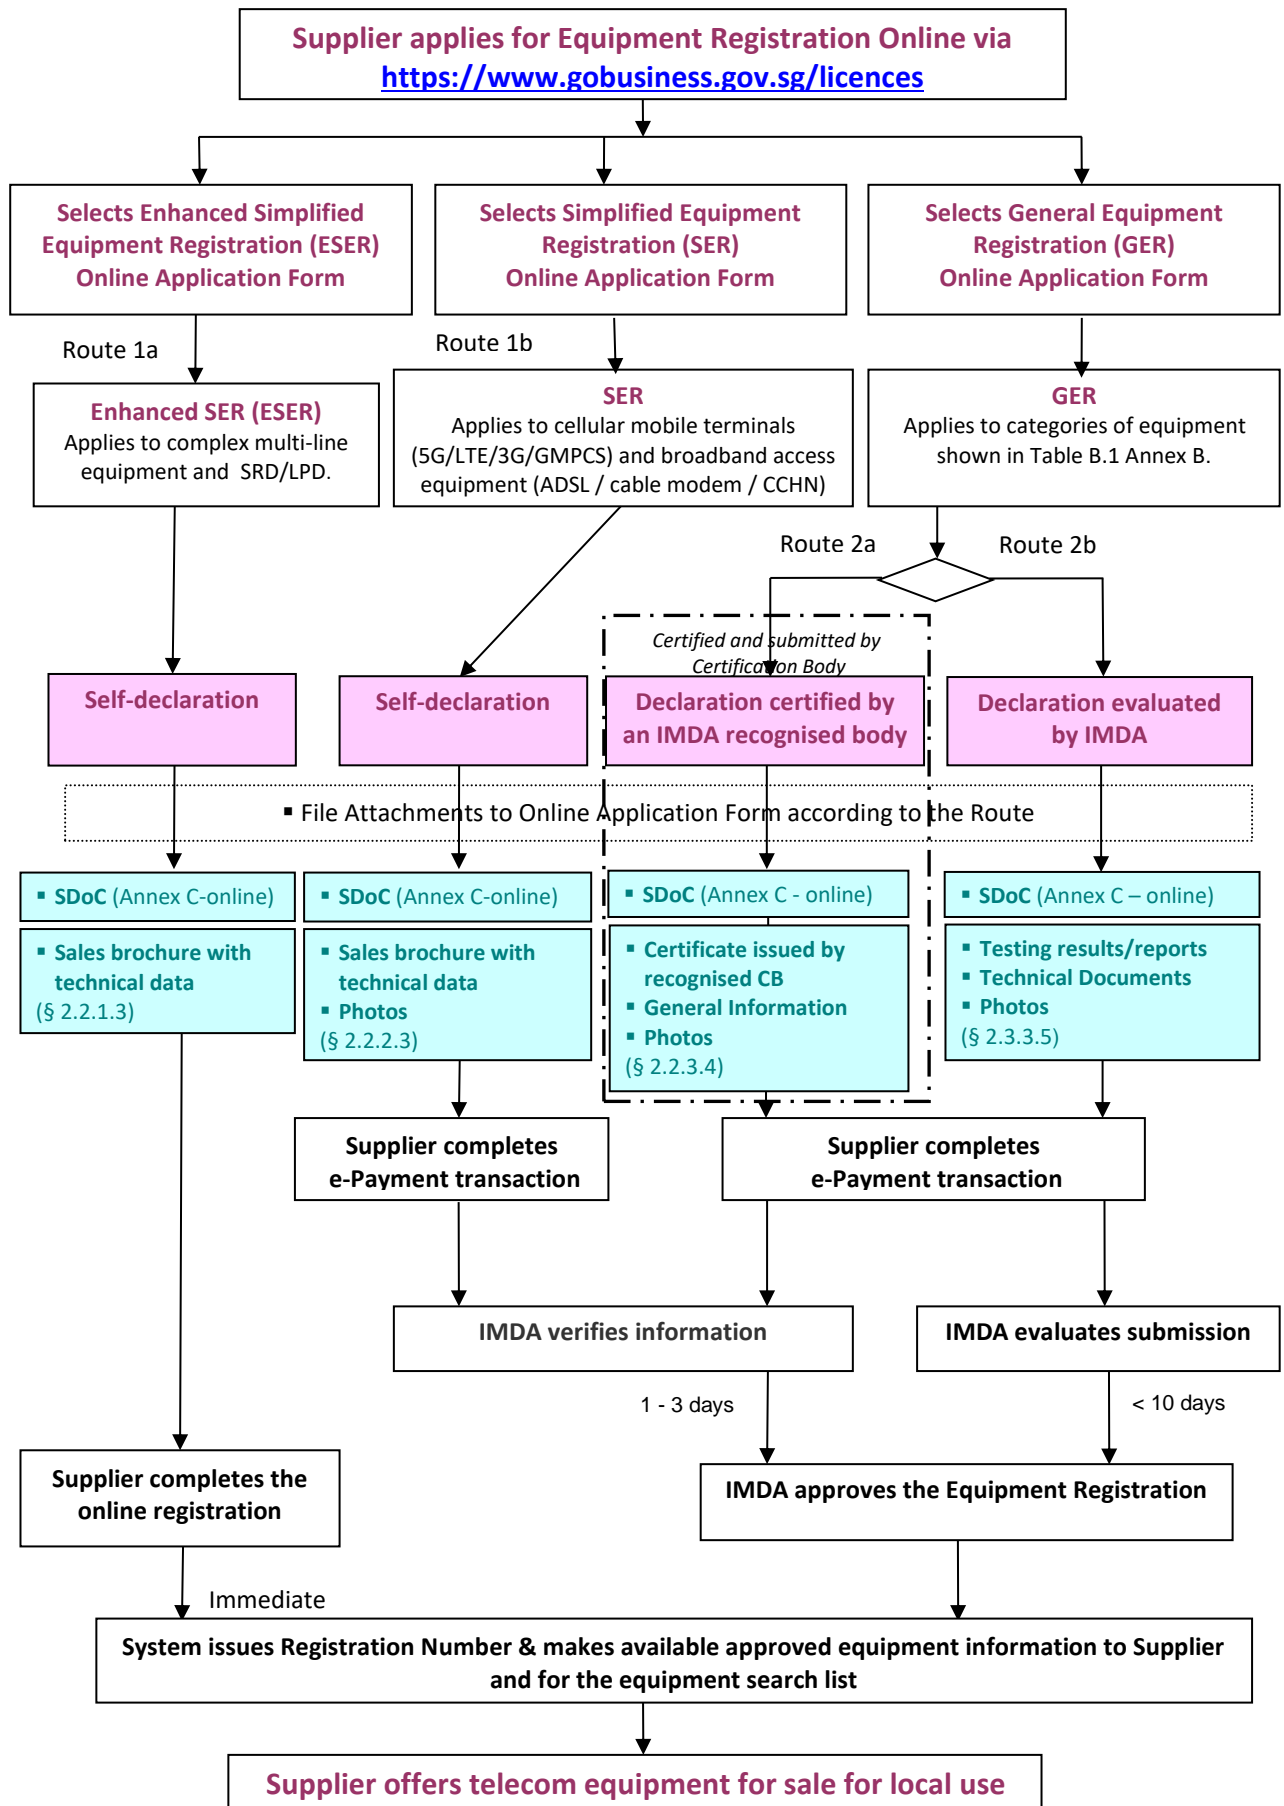 Supplier applies for Equipment Registration Online via
https://www.gobusiness.gov.sg/licences
Selects Enhanced Simplified
Equipment Registration (ESER)
Online Application Form
Selects Simplified Equipment
Registration (SER)
Online Application Form
Selects General Equipment
Registration (GER)
Online Application Form
Route 1a
Route 1b
Enhanced SER (ESER)
Applies to complex multi-line
equipment and SRD/LPD.
SER
Applies to cellular mobile terminals
(5G/LTE/3G/GMPCS) and broadband access
equipment (ADSL / cable modem / CCHN)
GER
Applies to categories of equipment
shown in Table B.1 Annex B.
Route 2a
Route 2b
Certified and submitted by
Certification Body
Self-declaration
Self-declaration
Declaration certified by
an IMDA recognised body
Declaration evaluated
by IMDA
▪ File Attachments to Online Application Form according to the Route
▪ SDoC (Annex C-online)
▪ SDoC (Annex C-online)
▪ SDoC (Annex C - online)
▪ SDoC (Annex C – online)
▪ Sales brochure with
technical data
(§ 2.2.1.3)
▪ Sales brochure with
technical data
▪ Photos
(§ 2.2.2.3)
▪ Certificate issued by
recognised CB
▪ General Information
▪ Photos
(§ 2.2.3.4)
▪ Testing results/reports
▪ Technical Documents
▪ Photos
(§ 2.3.3.5)
Supplier completes
e-Payment transaction
Supplier completes
e-Payment transaction
IMDA verifies information
IMDA evaluates submission
1 - 3 days
< 10 days
Supplier completes the
online registration
IMDA approves the Equipment Registration
Immediate
System issues Registration Number & makes available approved equipment information to Supplier
and for the equipment search list
Supplier offers telecom equipment for sale for local use